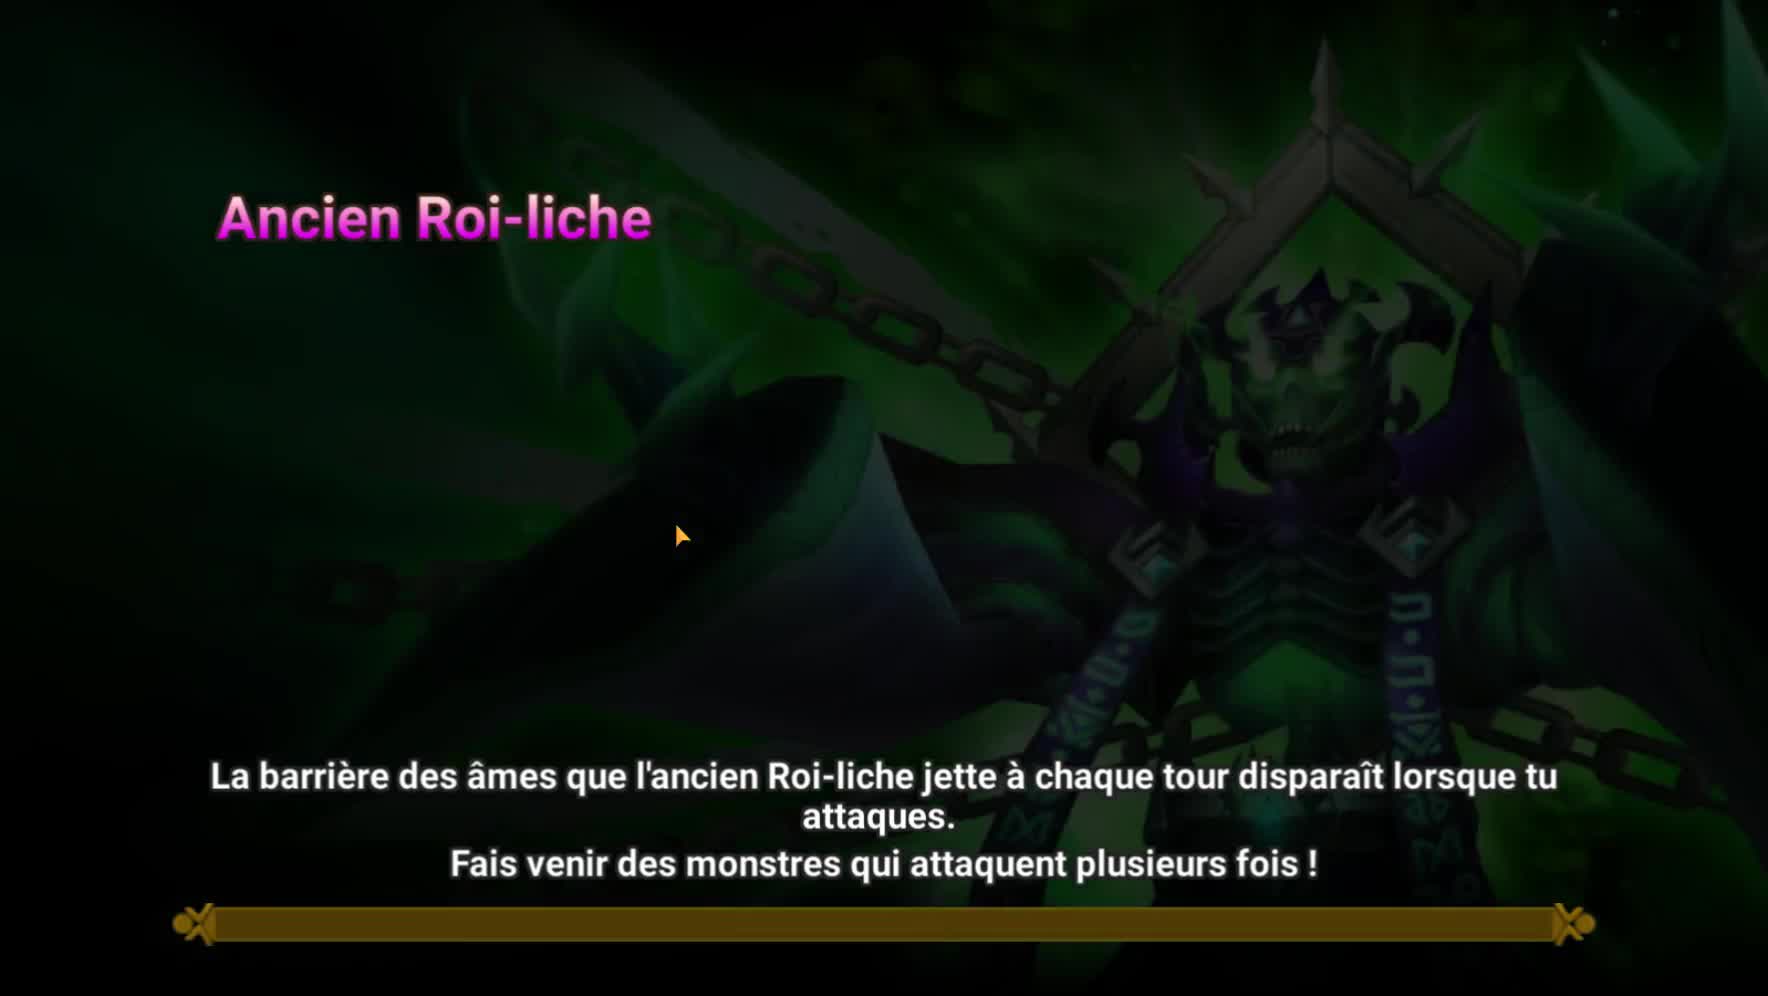 Ancien Roi-liche
La barrière des âmes que l'ancien Roi-liche jette à chaque tour disparaît lorsque tu
attaques.
Fais venir des monstres qui attaquent plusieurs fois !